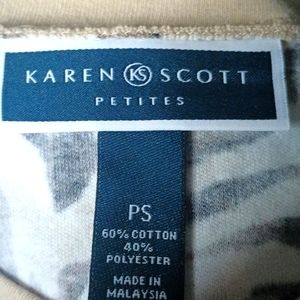 KAREN KS SCOTT
PETITES
PS
60% COTTON
40%
POLYESTER
MADE IN
MALAYSIA